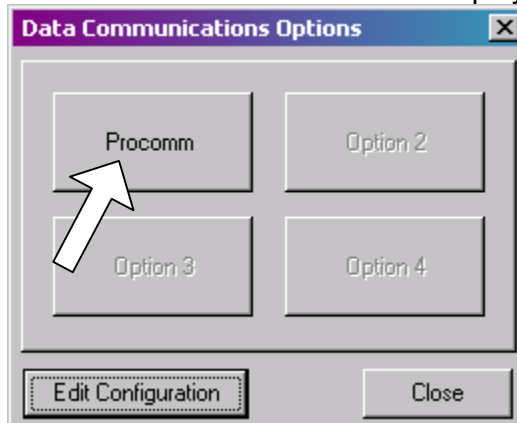 Data Communications Options
Procomm Option 2
Option 3 Option 4
Edit Configuration Close